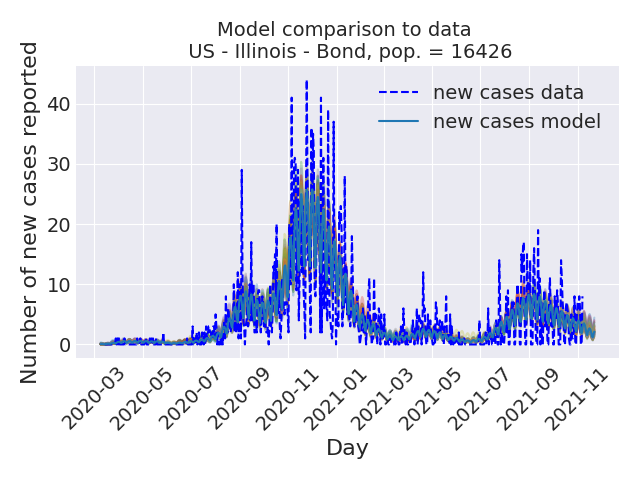 Model comparison to data
US - Illinois - Bond, pop. = 16426
Number of new cases reported
40
30
20
10
0
new cases data
new cases model
2020-03
2020-05
2020-07
2020-09
2020-11
2021-01
2021-03
2021-05
2021-07
2021-09
2021-11
Day